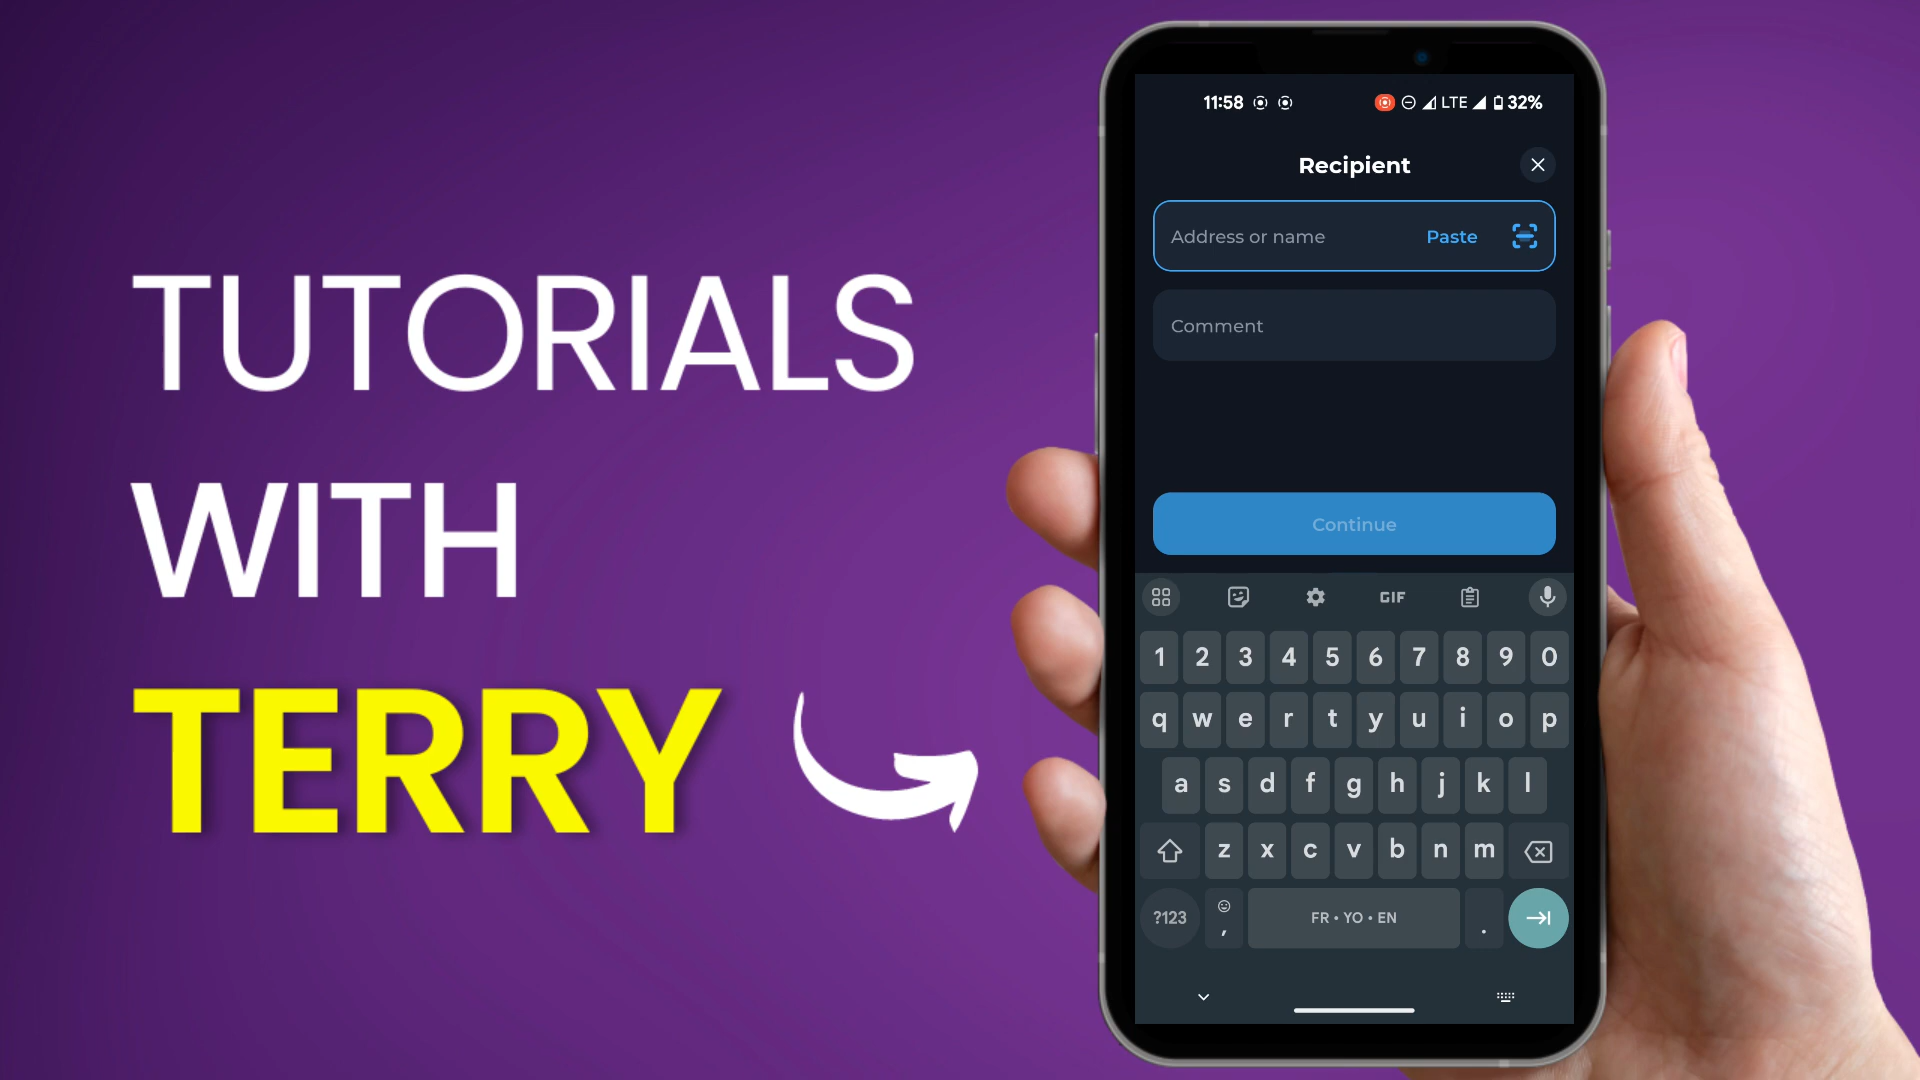 TUTORIALS
WITH
TERRY
11:58 LTE 32%
Recipient
Address or name Paste
Comment
Continue
GIF
1 2 3 4 5 6 7 8 9 0
q w e r t y u i o p
a s d f g h j k l
z x c v b n m
?123 , FR • YO • EN .